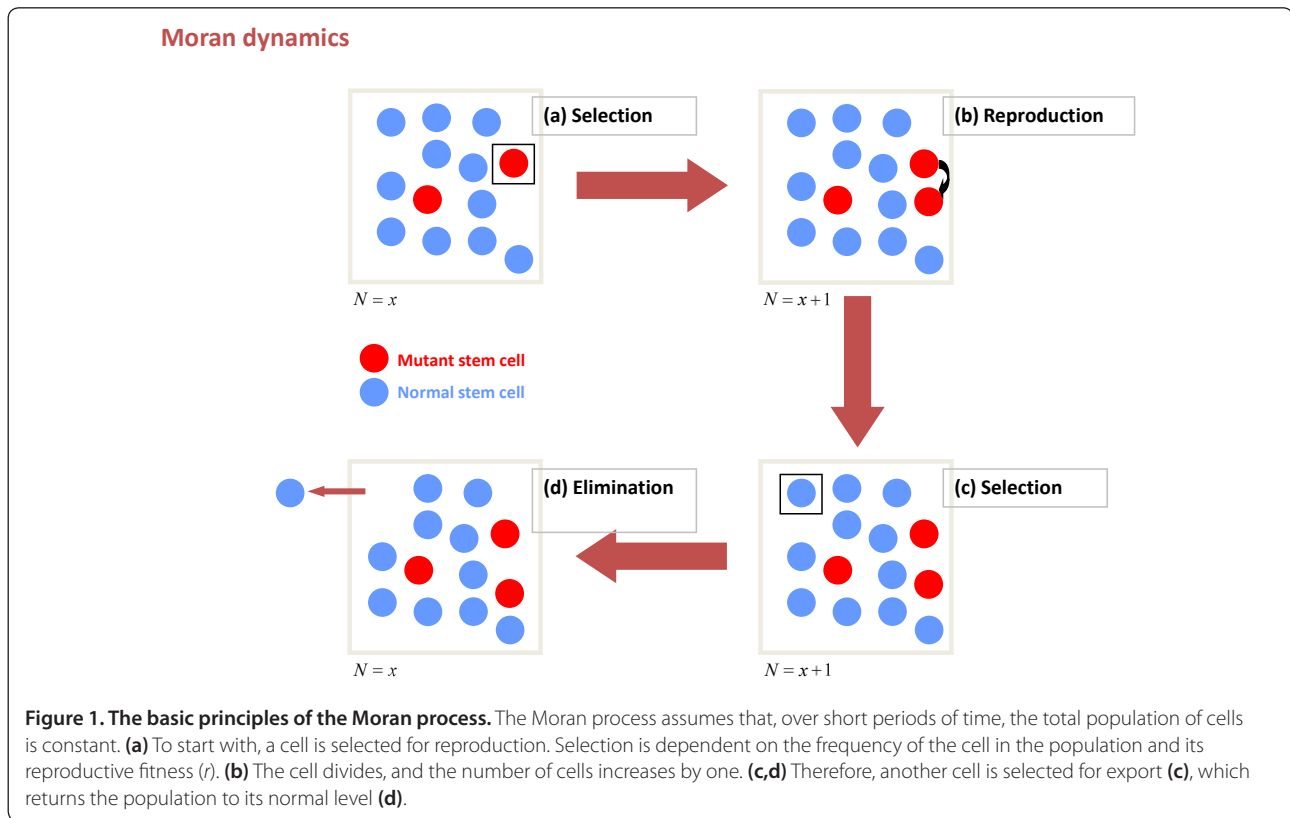 Moran dynamics
(a) Selection
(b) Reproduction
N = x
N = x+1
Mutant stem cell
Normal stem cell
(d) Elimination
(c) Selection
N = x
N = x+1
Figure 1. The basic principles of the Moran process. The Moran process assumes that, over short periods of time, the total population of cells
is constant. (a) To start with, a cell is selected for reproduction. Selection is dependent on the frequency of the cell in the population and its
reproductive fitness (r). (b) The cell divides, and the number of cells increases by one. (c,d) Therefore, another cell is selected for export (c), which
returns the population to its normal level (d).